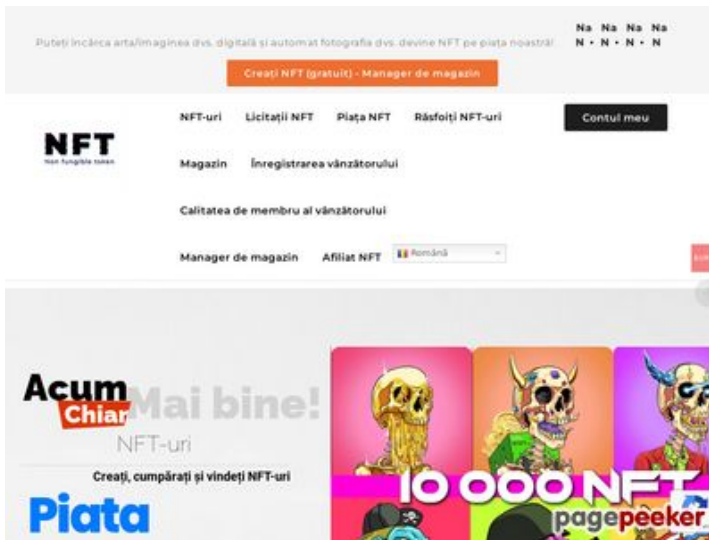 Puteți încărca arta/imaginea dvs. digitală și automat fotografia dvs. devine NFT pe piața noastră!
Na Na Na Na
N • N • N • N
Creați NFT (gratuit) - Manager de magazin
NFT-uri Licitații NFT Piața NFT Răsfoiți NFT-uri
Contul meu
NFT
Non fungible token
Magazin Înregistrarea vânzătorului
Calitatea de membru al vânzătorului
Manager de magazin Afiliat NFT
Română
Acum
Chiar Mai bine!
NFT-uri
Creați, cumpărați și vindeți NFT-uri
Piata
10 000 NFT
pagepeeker